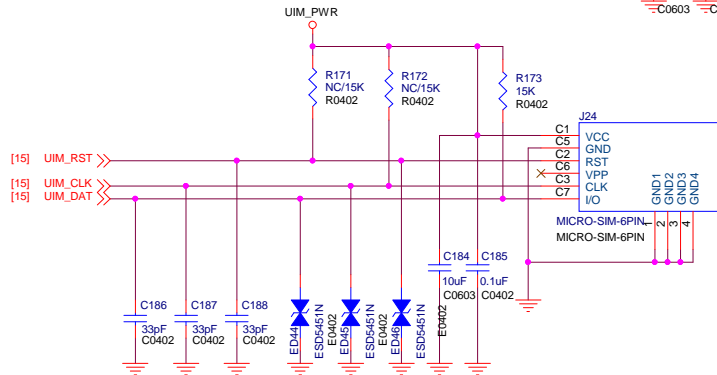 C0603
C
UIM_PWR
R171
NC/15K
R0402
R172
NC/15K
R0402
R173
15K
R0402
J24
C1
VCC
C5
GND
[15] UIM_RST
C2
RST
C6
VPP
[15] UIM_CLK
C3
CLK
[15] UIM_DAT
C7
I/O
GND1
GND2
GND3
GND4
MICRO-SIM-6PIN
MICRO-SIM-6PIN
1
2
3
4
C186
33pF
C0402
C187
33pF
C0402
C188
33pF
C0402
ED44
ESD5451N
E0402
ED45
ESD5451N
E0402
ED46
ESD5451N
E0402
C184
10uF
C0603
C185
0.1uF
C0402